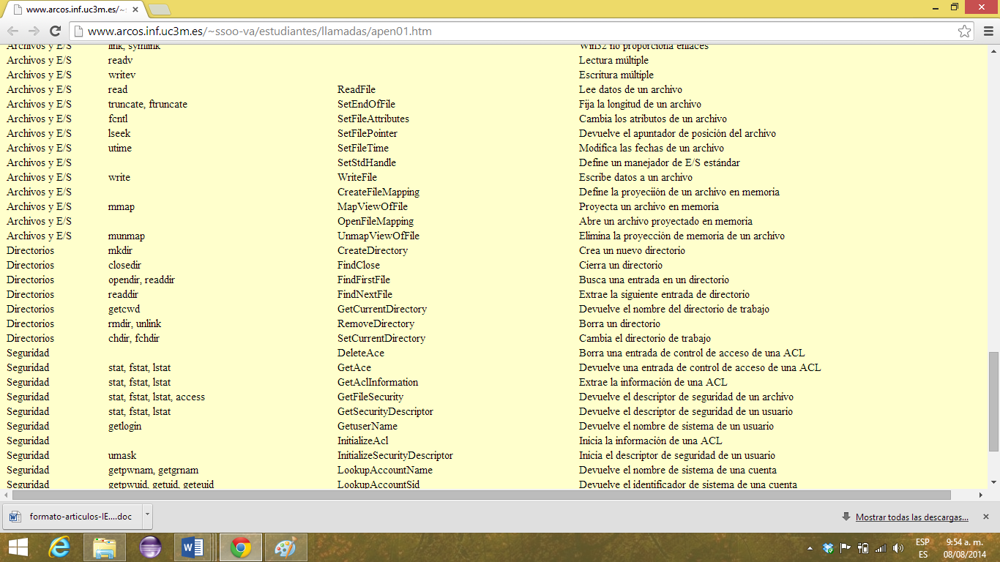 www.arcos.inf.uc3m.es/~s
www.arcos.inf.uc3m.es/~ssoo-va/estudiantes/llamadas/apen01.htm
Archivos y E/S link, symlink Win32 no proporciona enlaces
Archivos y E/S readv Lectura múltiple
Archivos y E/S writev Escritura múltiple
Archivos y E/S read ReadFile Lee datos de un archivo
Archivos y E/S truncate, ftruncate SetEndOfFile Fija la longitud de un archivo
Archivos y E/S fcntl SetFileAttributes Cambia los atributos de un archivo
Archivos y E/S lseek SetFilePointer Devuelve el apuntador de posición del archivo
Archivos y E/S utime SetFileTime Modifica las fechas de un archivo
Archivos y E/S SetStdHandle Define un manejador de E/S estándar
Archivos y E/S write WriteFile Escribe datos a un archivo
Archivos y E/S CreateFileMapping Define la proyeciión de un archivo en memoria
Archivos y E/S mmap MapViewOfFile Proyecta un archivo en memoria
Archivos y E/S OpenFileMapping Abre un archivo proyectado en memoria
Archivos y E/S munmap UnmapViewOfFile Elimina la proyección de memoria de un archivo
Directorios mkdir CreateDirectory Crea un nuevo directorio
Directorios closedir FindClose Cierra un directorio
Directorios opendir, readdir FindFirstFile Busca una entrada en un directorio
Directorios readdir FindNextFile Extrae la siguiente entrada de directorio
Directorios getcwd GetCurrentDirectory Devuelve el nombre del directorio de trabajo
Directorios rmdir, unlink RemoveDirectory Borra un directorio
Directorios chdir, fchdir SetCurrentDirectory Cambia el directorio de trabajo
Seguridad DeleteAce Borra una entrada de control de acceso de una ACL
Seguridad stat, fstat, lstat GetAce Devuelve una entrada de control de acceso de una ACL
Seguridad stat, fstat, lstat GetAclInformation Extrae la información de una ACL
Seguridad stat, fstat, lstat, access GetFileSecurity Devuelve el descriptor de seguridad de un archivo
Seguridad stat, fstat, lstat GetSecurityDescriptor Devuelve el descriptor de seguridad de un usuario
Seguridad getlogin GetuserName Devuelve el nombre de sistema de un usuario
Seguridad InitializeAcl Inicia la información de una ACL
Seguridad umask InitializeSecurityDescriptor Inicia el descriptor de seguridad de un usuario
Seguridad getpwnam, getgrnam LookupAccountName Devuelve el nombre de sistema de una cuenta
Seguridad getpwuid, getuid, geteuid LookupAccountSid Devuelve el identificador de sistema de una cuenta
formato-articulos-IE....doc Mostrar todas las descargas...
ESP 9:54 a. m.
ES 08/08/2014